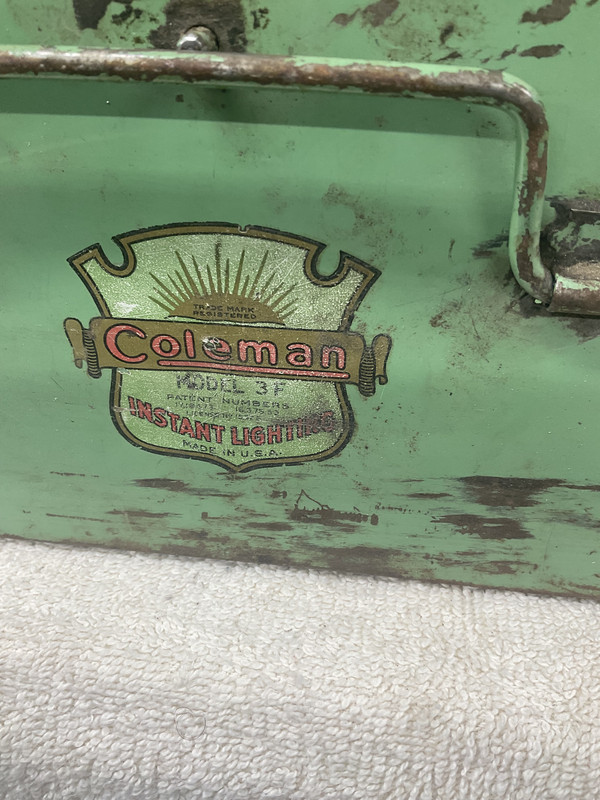 TRADE MARK
REGISTERED
Coleman
MODEL 3F
PATENT NUMBERS
INSTANT LIGHTING
MADE IN U.S.A.